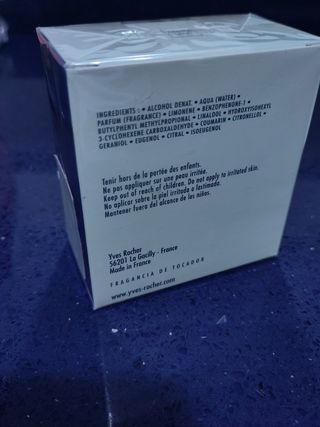 INGREDIENTS : • ALCOHOL DENAT. • AQUA (WATER) •
PARFUM (FRAGRANCE) • LIMONENE • BENZOPHENONE-3 •
BUTYLPHENYL METHYLPROPIONAL • LINALOOL • HYDROXYISOHEXYL
3-CYCLOHEXENE CARBOXALDEHYDE • COUMARIN • CITRONELLOL •
GERANIOL • EUGENOL • CITRAL • ISOEUGENOL
Tenir hors de la portée des enfants.
Ne pas appliquer sur une peau irritée.
Keep out of reach of children. Do not apply to irritated skin.
No aplicar sobre la piel irritada o lastimada.
Mantener fuera del alcance de los niños.
Yves Rocher
56201 La Gacilly - France
Made in France
FRAGANCIA DE TOCADOR
www.yves-rocher.com